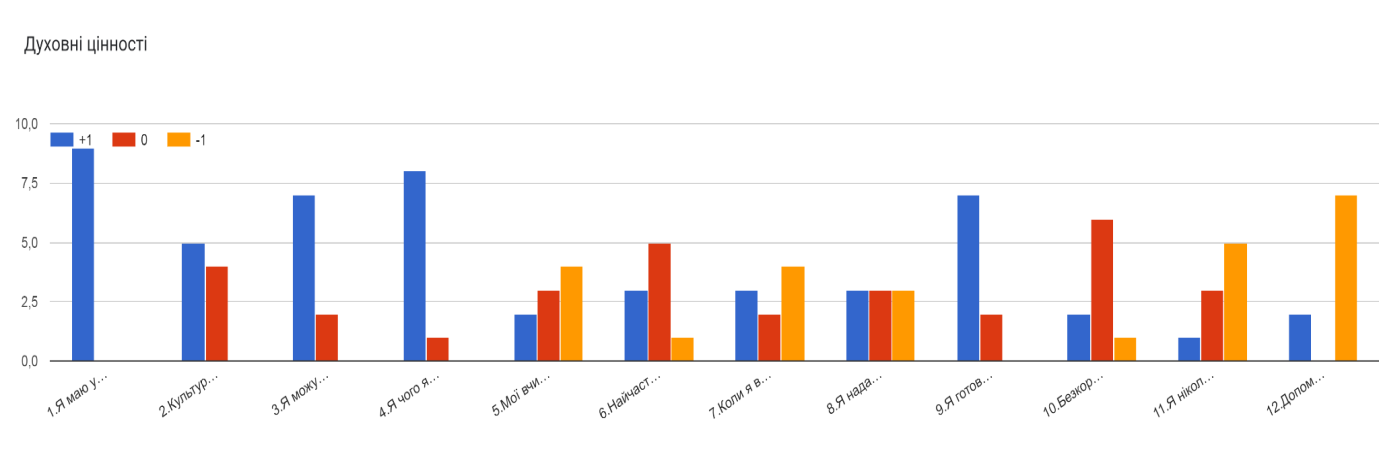 Духовні цінності
10,0
+1 0 -1
7,5
5,0
2,5
0,0
1.Я маю у…
2.Культур…
3.Я можу…
4.Я чого я…
5.Мої вчи…
6.Найчаст…
7.Коли я в…
8.Я нада…
9.Я готов…
10.Безкор…
11.Я нікол…
12.Допом…